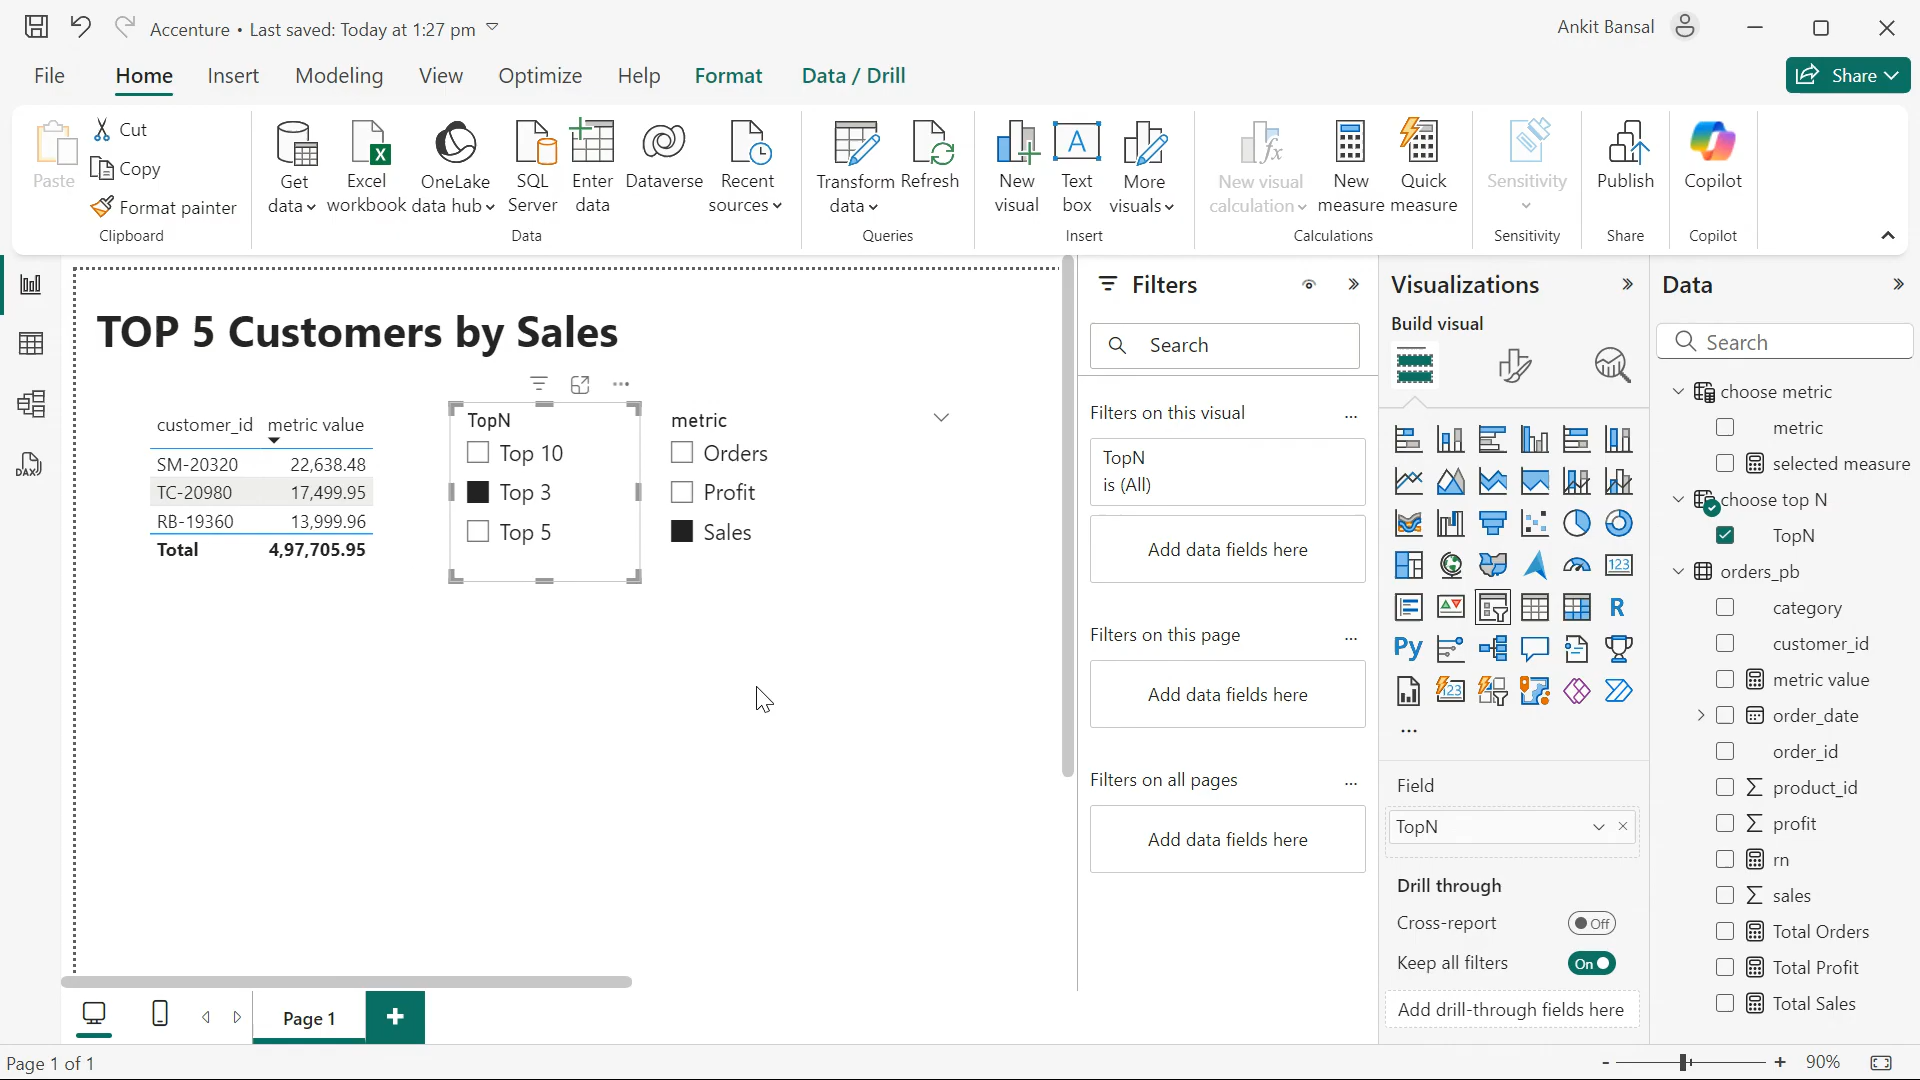 Accenture • Last saved: Today at 1:27 pm
Ankit Bansal
File Home Insert Modeling View Optimize Help Format Data / Drill
Share
Paste
Cut
Copy
Format painter
Clipboard
Get data
Excel workbook
OneLake data hub
SQL Server
Enter data
Dataverse
Recent sources
Data
Transform data
Refresh
Queries
New visual
Text box
More visuals
Insert
New visual calculation
New measure
Quick measure
Calculations
Sensitivity
Sensitivity
Publish
Share
Copilot
Copilot
DAX
TOP 5 Customers by Sales
customer_id metric value
SM-20320 22,638.48
TC-20980 17,499.95
RB-19360 13,999.96
Total 4,97,705.95
TopN
Top 10
Top 3
Top 5
metric
Orders
Profit
Sales
Filters
Search
Filters on this visual
TopN
is (All)
Add data fields here
Filters on this page
Add data fields here
Filters on all pages
Add data fields here
Visualizations
Build visual
123
R
Py
123
Field
TopN
Drill through
Cross-report Off
Keep all filters On
Add drill-through fields here
Data
Search
choose metric
metric
selected measure
choose top N
TopN
orders_pb
category
customer_id
metric value
order_date
order_id
product_id
profit
rn
sales
Total Orders
Total Profit
Total Sales
Page 1
Page 1 of 1
90%